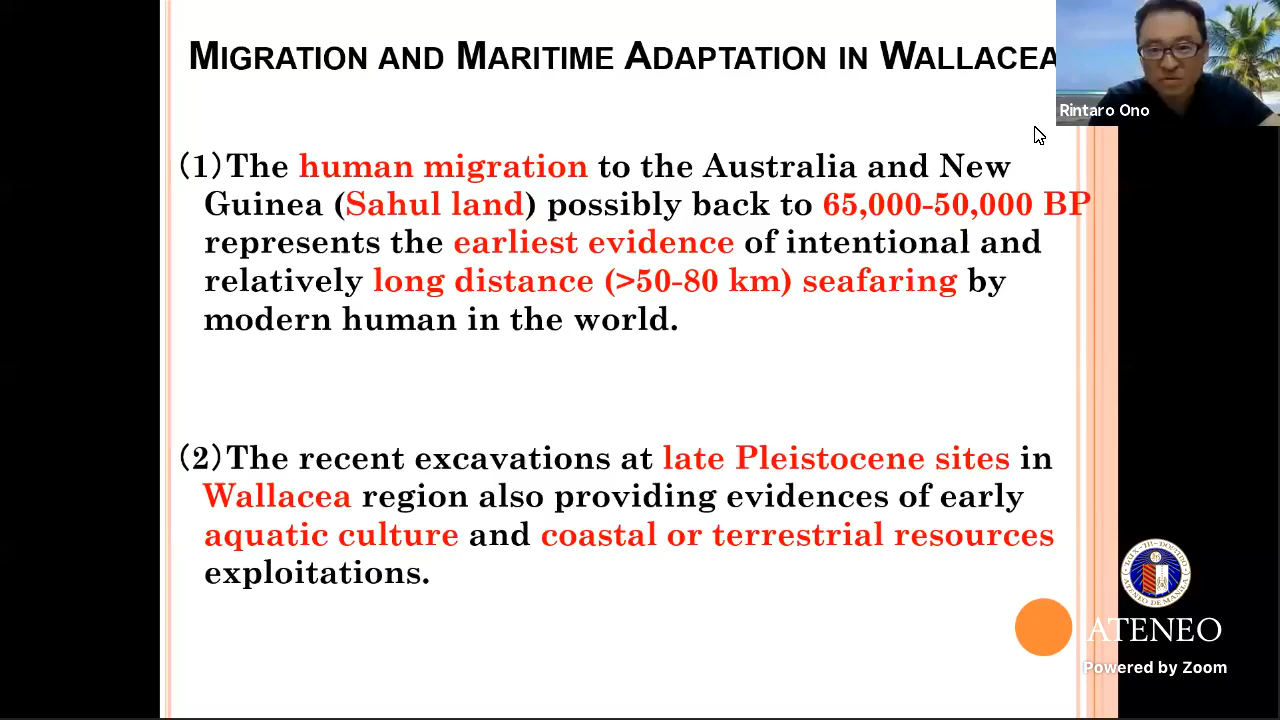 MIGRATION AND MARITIME ADAPTATION IN WALLACEA
Rintaro Ono
(1)The human migration to the Australia and New
Guinea (Sahul land) possibly back to 65,000-50,000 BP
represents the earliest evidence of intentional and
relatively long distance (>50-80 km) seafaring by
modern human in the world.
(2)The recent excavations at late Pleistocene sites in
Wallacea region also providing evidences of early
aquatic culture and coastal or terrestrial resources
exploitations.
ATENEO
Powered by Zoom